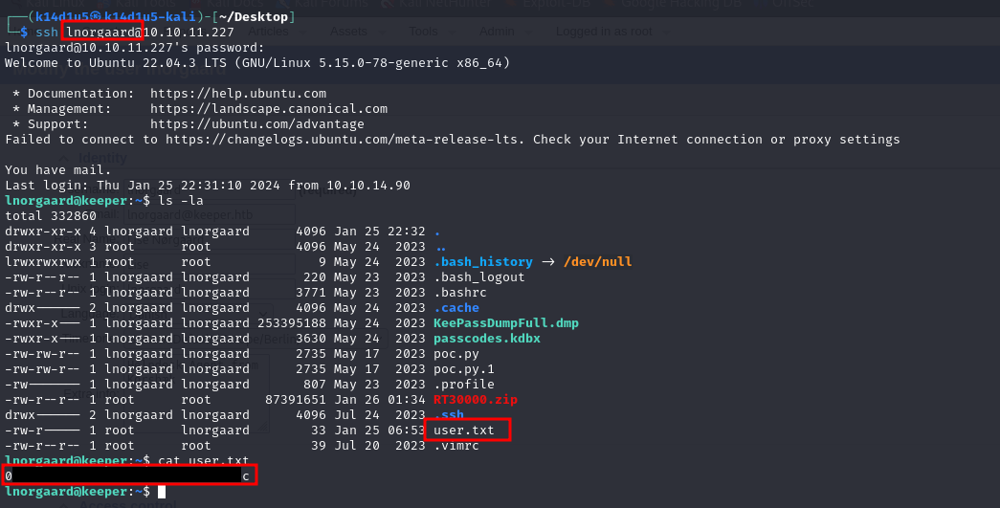 ┌──(k14d1u5㉿k14d1u5-kali)-[~/Desktop]
└─$ ssh lnorgaard@10.10.11.227
lnorgaard@10.10.11.227's password:
Welcome to Ubuntu 22.04.3 LTS (GNU/Linux 5.15.0-78-generic x86_64)
* Documentation:  https://help.ubuntu.com
* Management:     https://landscape.canonical.com
* Support:        https://ubuntu.com/advantage
Failed to connect to https://changelogs.ubuntu.com/meta-release-lts. Check your Internet connection or proxy settings
You have mail.
Last login: Thu Jan 25 22:31:10 2024 from 10.10.14.90
lnorgaard@keeper:~$ ls -la
total 332860
drwxr-xr-x 4 lnorgaard lnorgaard      4096 Jan 25 22:32 .
drwxr-xr-x 3 root      root           4096 May 24  2023 ..
lrwxrwxrwx 1 root      root              9 May 24  2023 .bash_history -> /dev/null
-rw-r--r-- 1 lnorgaard lnorgaard       220 May 23  2023 .bash_logout
-rw-r--r-- 1 lnorgaard lnorgaard      3771 May 23  2023 .bashrc
drwx------ 2 lnorgaard lnorgaard      4096 May 24  2023 .cache
-rwxr-x--- 1 lnorgaard lnorgaard 253395188 May 24  2023 KeePassDumpFull.dmp
-rwxr-x--- 1 lnorgaard lnorgaard      3630 May 24  2023 passcodes.kdbx
-rw-rw-r-- 1 lnorgaard lnorgaard      2735 May 17  2023 poc.py
-rw-rw-r-- 1 lnorgaard lnorgaard      2735 May 17  2023 poc.py.1
-rw------- 1 lnorgaard lnorgaard       807 May 23  2023 .profile
-rw-r--r-- 1 root      root       87391651 Jan 26 01:34 RT30000.zip
drwx------ 2 lnorgaard lnorgaard      4096 Jul 24  2023 .ssh
-rw-r----- 1 root      lnorgaard        33 Jan 25 06:53 user.txt
-rw-r--r-- 1 root      root             39 Jul 20  2023 .vimrc
lnorgaard@keeper:~$ cat user.txt
0 c
lnorgaard@keeper:~$